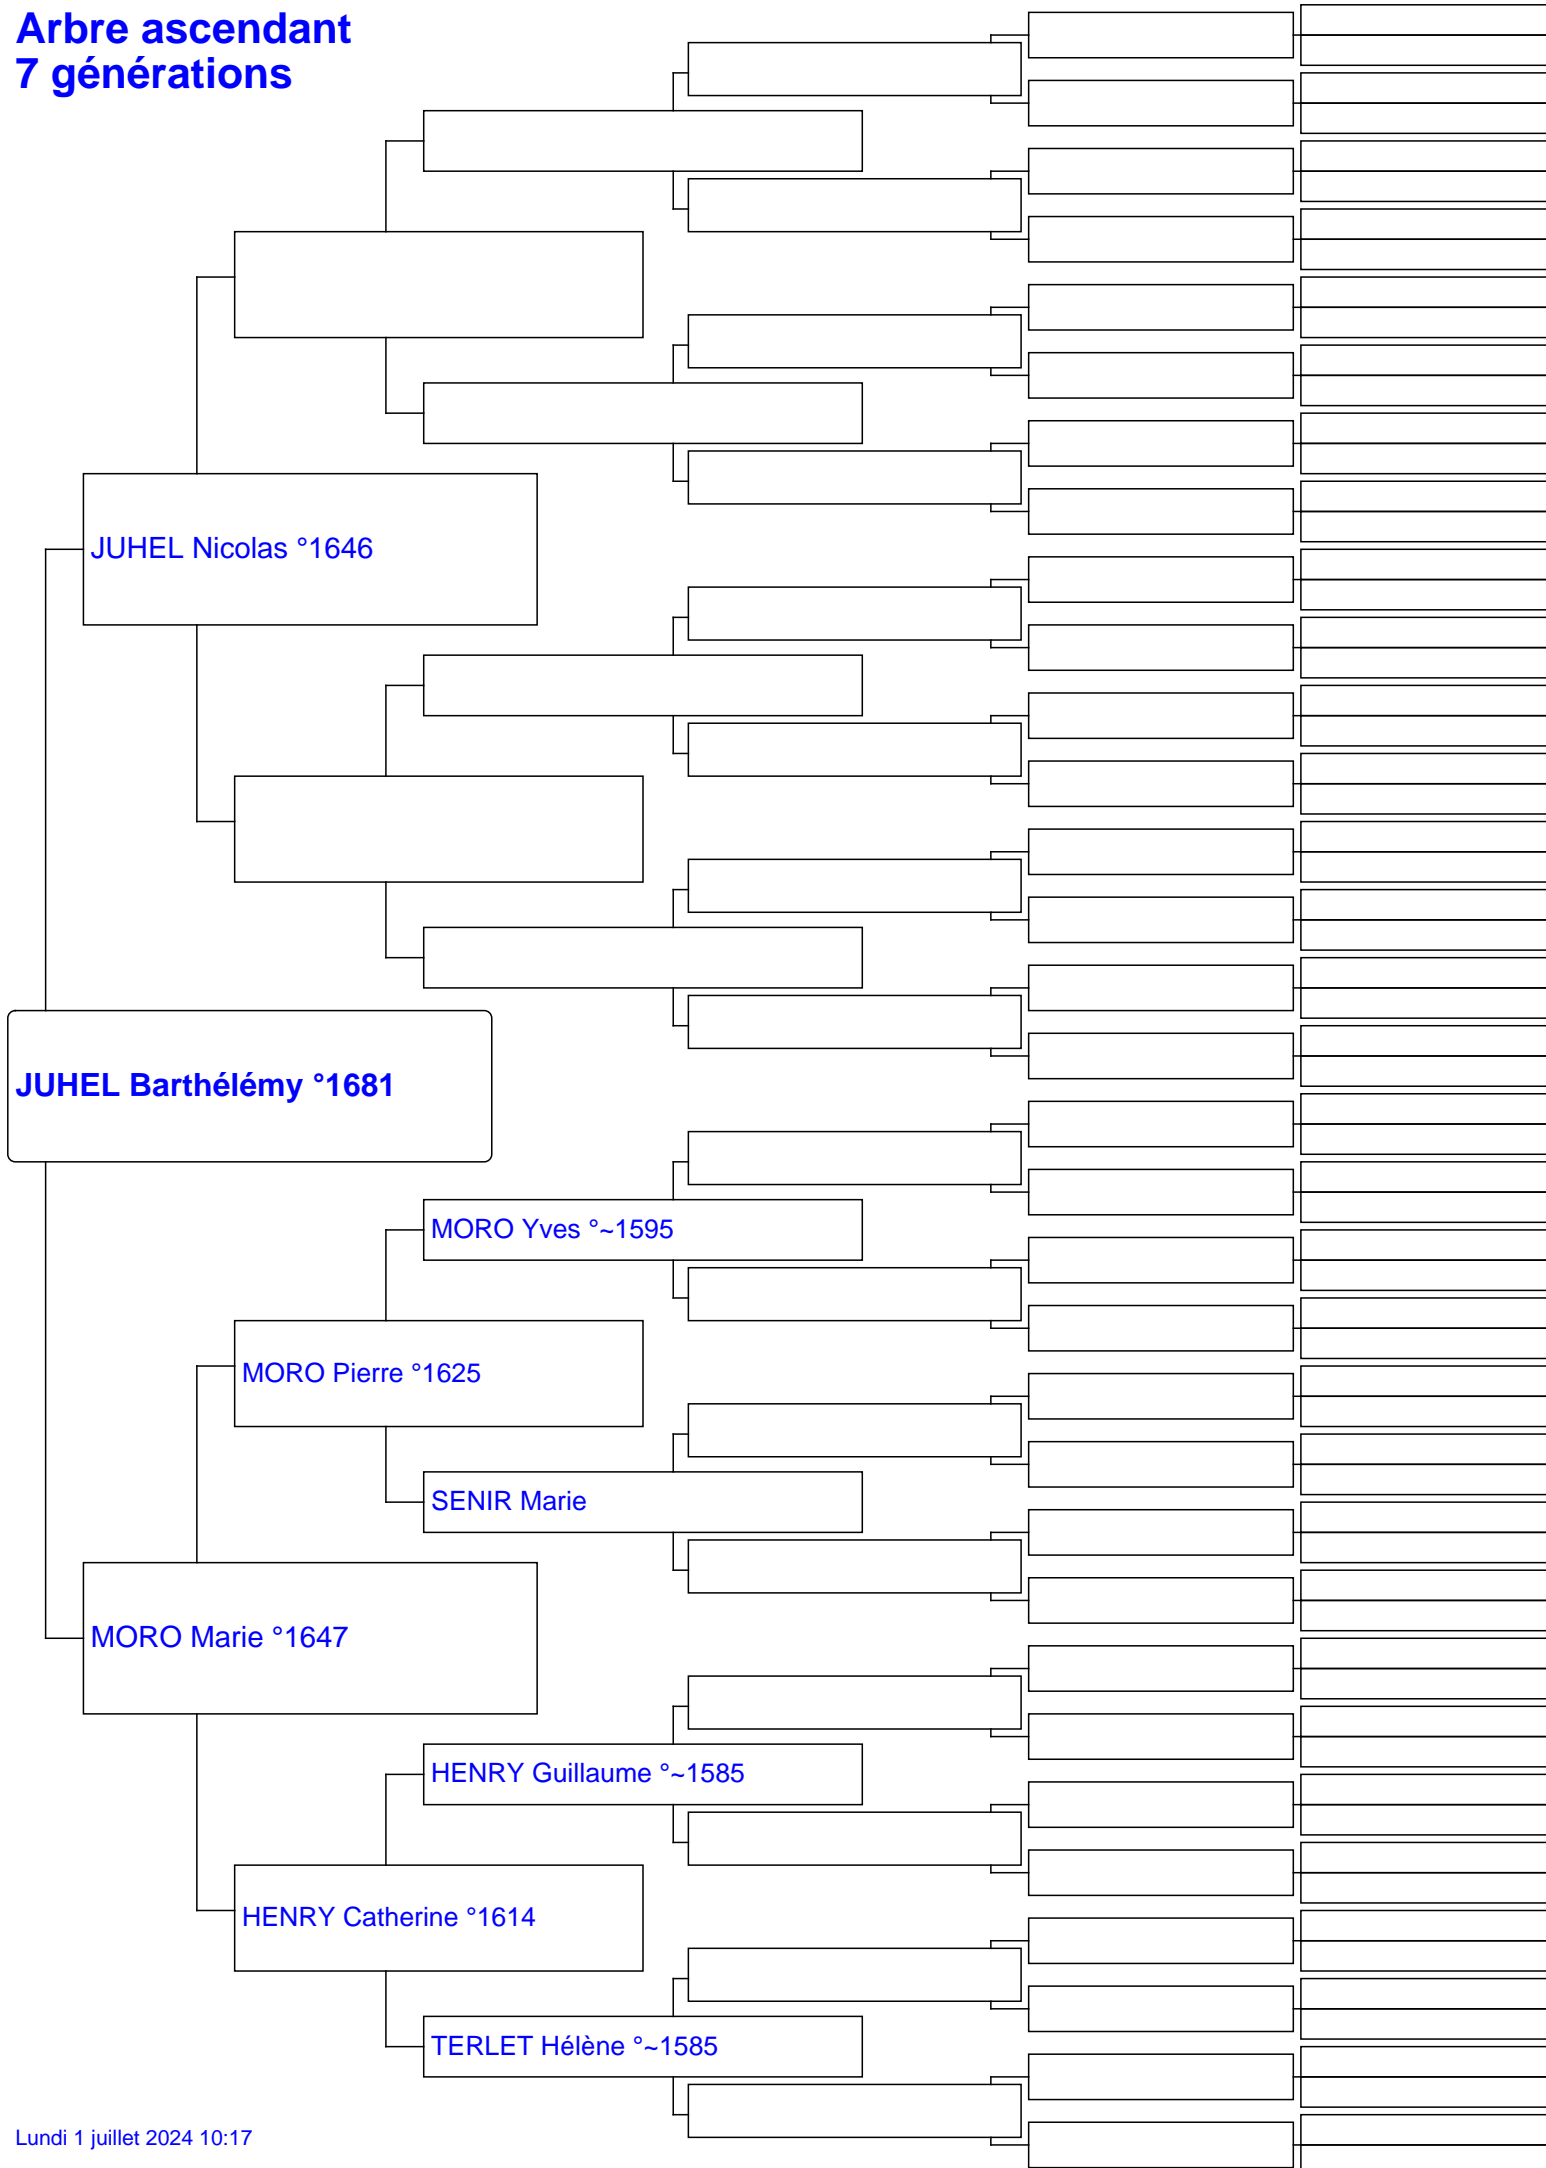 Arbre ascendant
7 générations
JUHEL Nicolas °1646
JUHEL Barthélémy °1681
MORO Yves °~1595
MORO Pierre °1625
SENIR Marie
MORO Marie °1647
HENRY Guillaume °~1585
HENRY Catherine °1614
TERLET Hélène °~1585
Lundi 1 juillet 2024 10:17